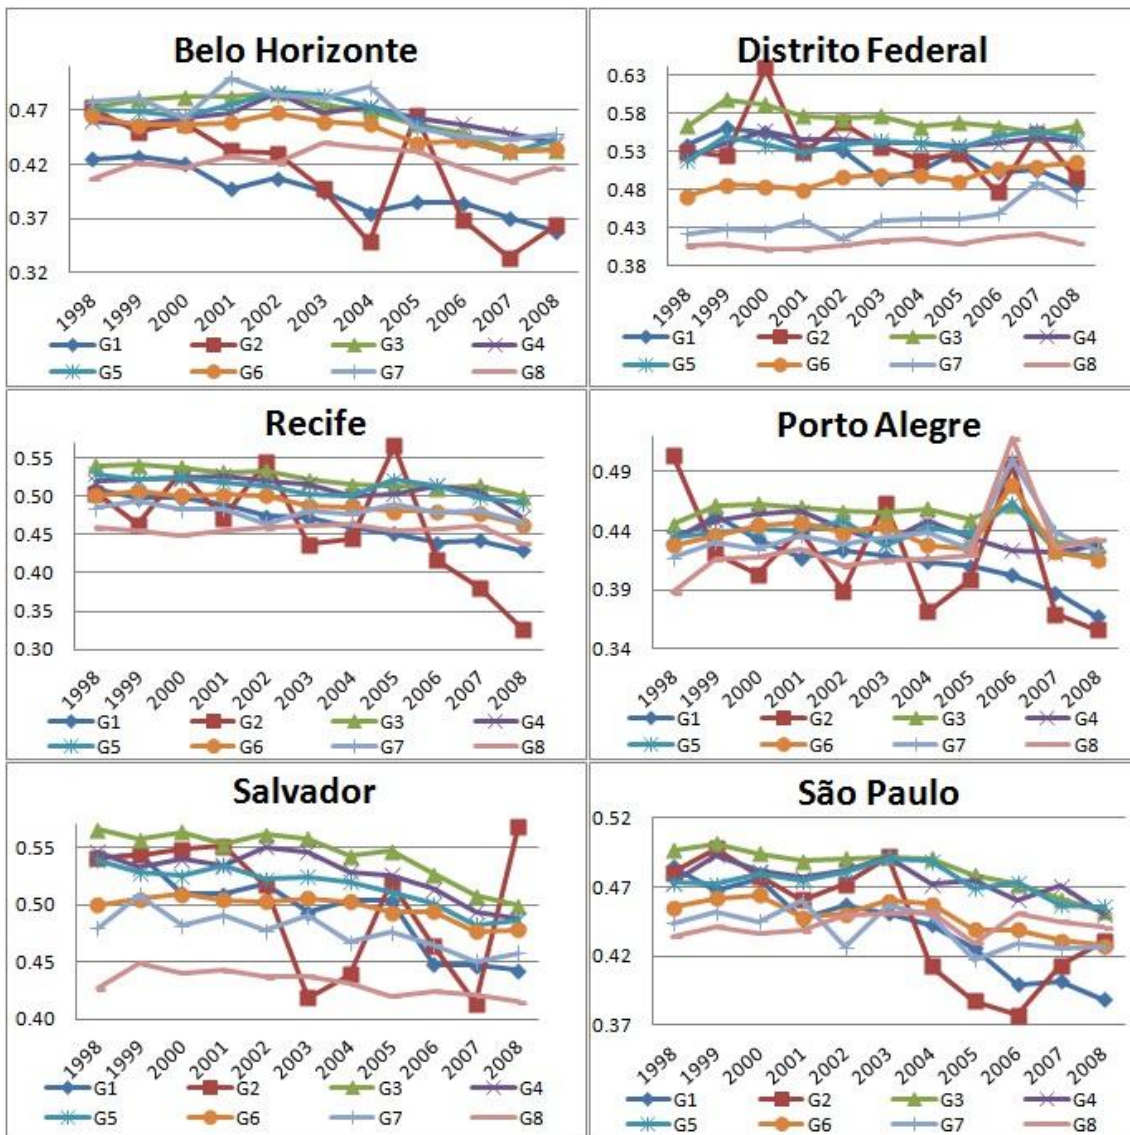 Belo Horizonte
0.47
0.42
0.37
0.32
1998 1999 2000 2001 2002 2003 2004 2005 2006 2007 2008
G1 G2 G3 G4
G5 G6 G7 G8
Distrito Federal
0.63
0.58
0.53
0.48
0.43
0.38
1998 1999 2000 2001 2002 2003 2004 2005 2006 2007 2008
G1 G2 G3 G4
G5 G6 G7 G8
Recife
0.55
0.50
0.45
0.40
0.35
0.30
1998 1999 2000 2001 2002 2003 2004 2005 2006 2007 2008
G1 G2 G3 G4
G5 G6 G7 G8
Porto Alegre
0.49
0.44
0.39
0.34
1998 1999 2000 2001 2002 2003 2004 2005 2006 2007 2008
G1 G2 G3 G4
G5 G6 G7 G8
Salvador
0.55
0.50
0.45
0.40
1998 1999 2000 2001 2002 2003 2004 2005 2006 2007 2008
G1 G2 G3 G4
G5 G6 G7 G8
São Paulo
0.52
0.47
0.42
0.37
1998 1999 2000 2001 2002 2003 2004 2005 2006 2007 2008
G1 G2 G3 G4
G5 G6 G7 G8